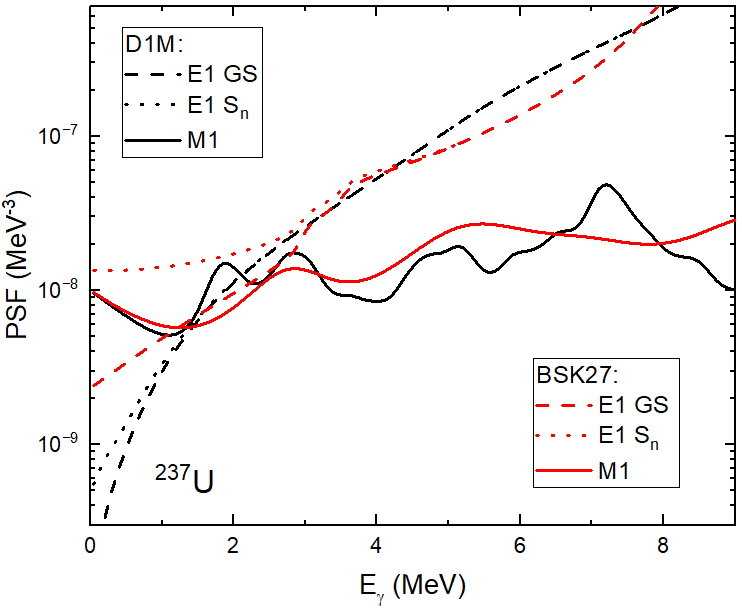 D1M:
E1 GS
E1 Sn
M1
10⁻⁷
10⁻⁸
10⁻⁹
PSF (MeV⁻³)
BSK27:
E1 GS
E1 Sn
M1
²³⁷U
0 2 4 6 8
Eγ (MeV)